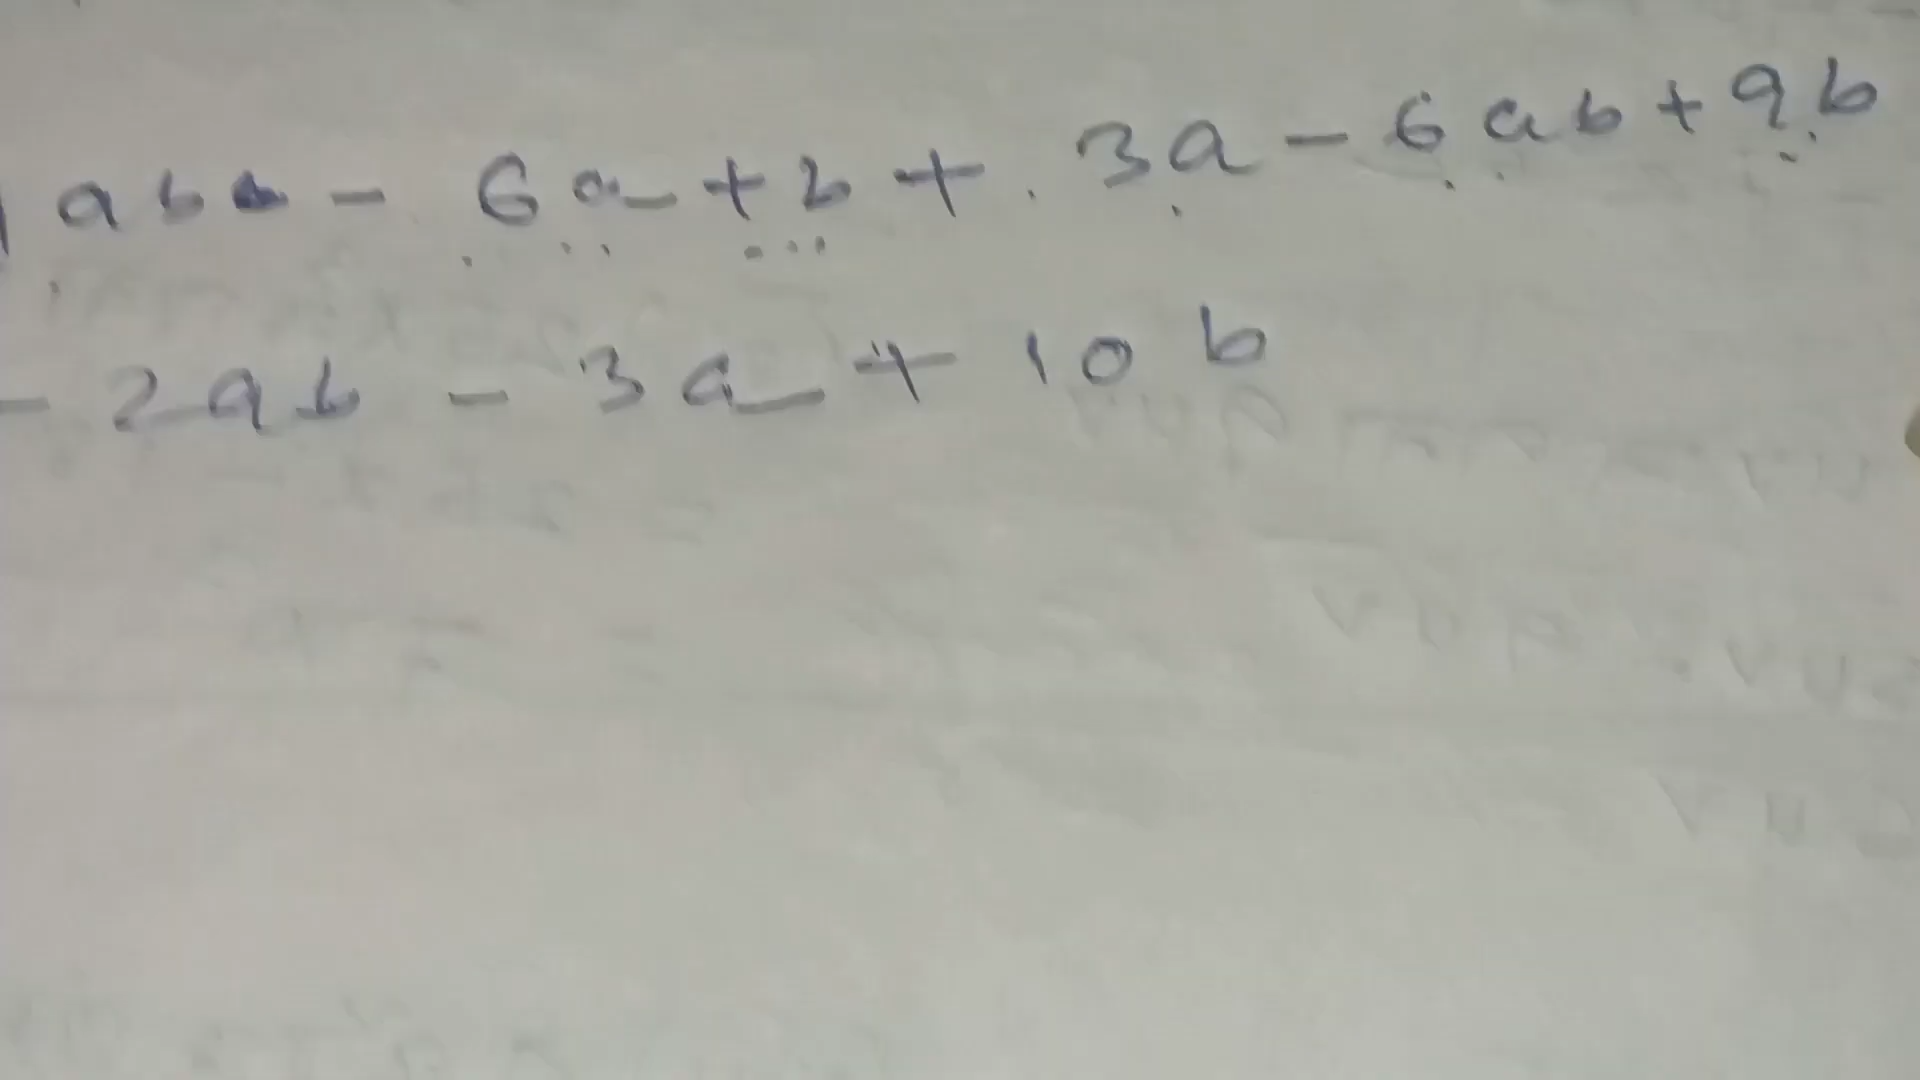 ab - 6a + b + 3a - 6ab + 9b
- 2ab - 3a + 10b